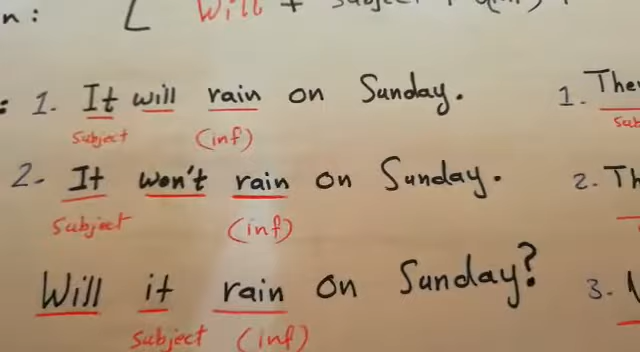 n: [ Will + subject +
: 1. It will rain on Sunday.
Subject (inf)
2- It won't rain on Sunday.
Subject (inf)
Will it rain on Sunday?
Subject (inf)
1. The
Sub
2. Th
3.